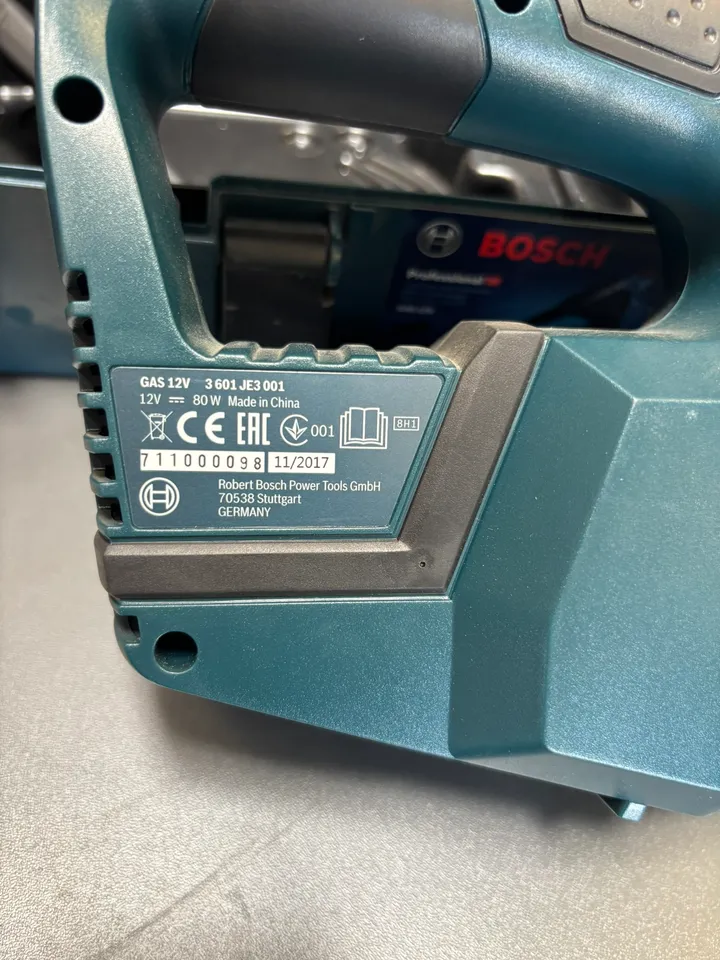 BOSCH
Professional
GAS 12V 3 601 JE3 001
12V 80 W Made in China
CE EAC 001 8H1
711000098 11/2017
Robert Bosch Power Tools GmbH
70538 Stuttgart
GERMANY